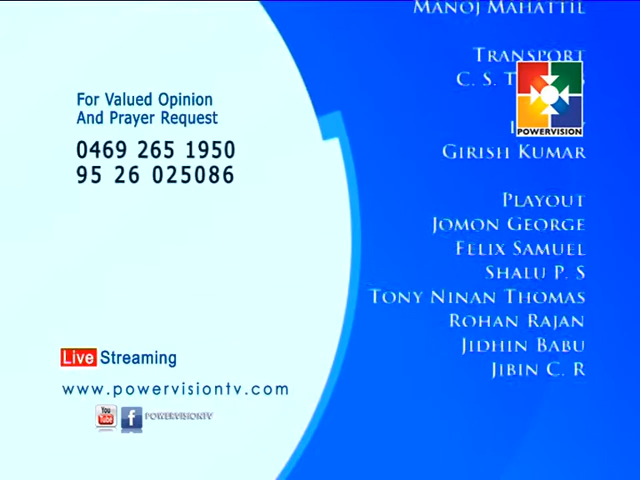 For Valued Opinion
And Prayer Request
0469 265 1950
95 26 025086
Live Streaming
www.powervisiontv.com
You Tube f POWERVISIONTV
MANOJ MAHATTIL
TRANSPORT
C. S. T
POWERVISION
GIRISH KUMAR
PLAYOUT
JOMON GEORGE
FELIX SAMUEL
SHALU P. S
TONY NINAN THOMAS
ROHAN RAJAN
JIDHIN BABU
JIBIN C. R